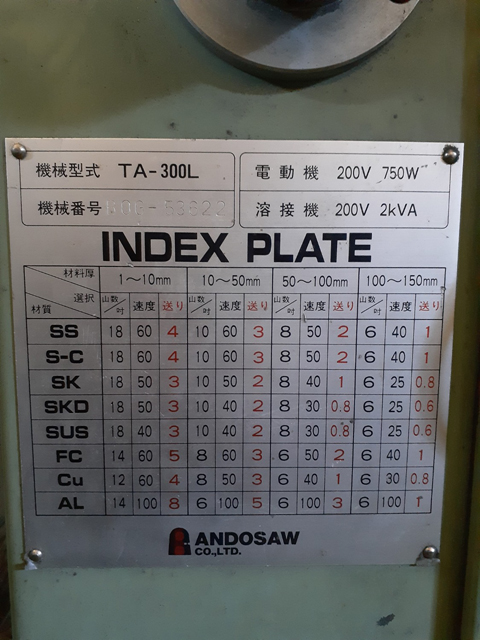 機械型式 TA-300L 電動機 200V 750W
機械番号 溶接機 200V 2kVA
INDEX PLATE
材料厚 選択 材質 1～10mm 10～50mm 50～100mm 100～150mm
山数/吋 速度 送り 山数/吋 速度 送り 山数/吋 速度 送り 山数/吋 速度 送り
SS 18 60 4 10 60 3 8 50 2 6 40 1
S-C 18 60 4 10 60 3 8 50 2 6 40 1
SK 18 50 3 10 50 2 8 40 1 6 25 0.8
SKD 18 50 3 10 40 2 8 30 0.8 6 25 0.6
SUS 18 40 3 10 40 2 8 30 0.8 6 25 0.6
FC 14 60 5 8 60 3 6 50 2 6 40 1
Cu 12 60 4 8 50 3 6 40 1 6 30 0.8
AL 14 100 8 6 100 5 6 100 3 6 100 1
ANDOSAW
CO.,LTD.